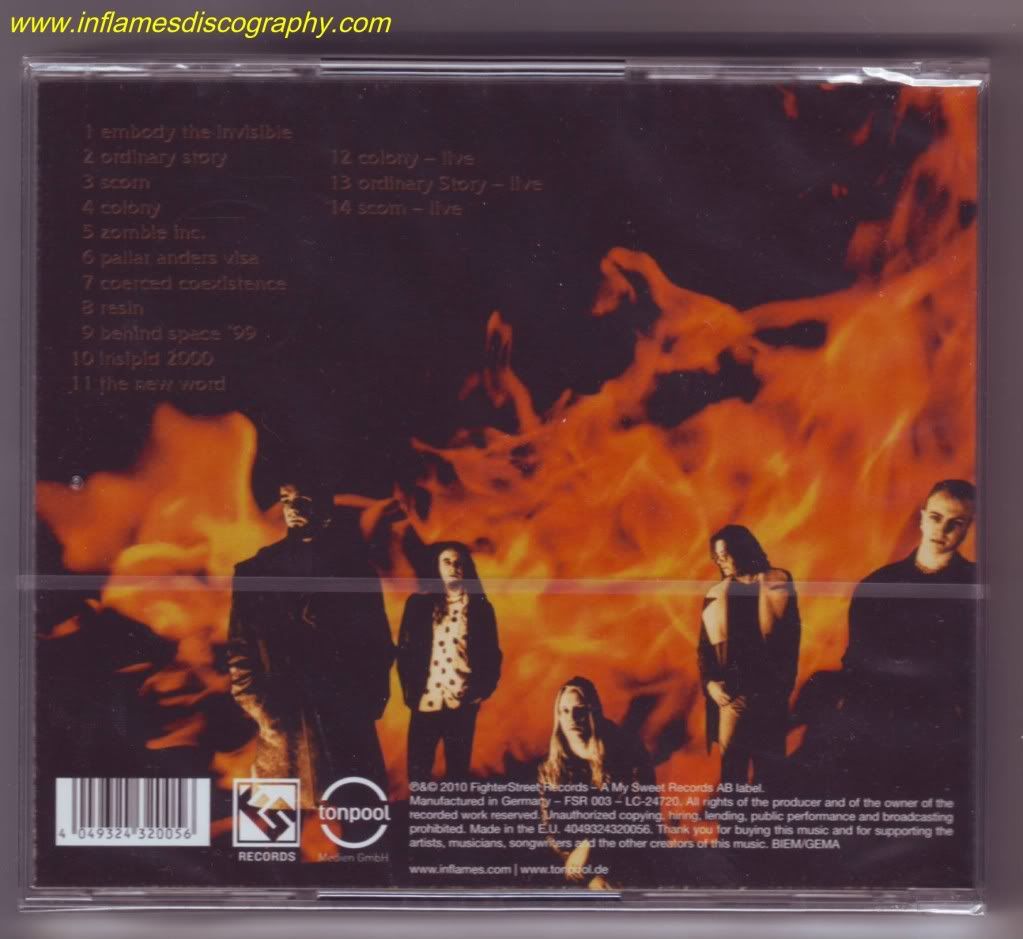 www.inflamesdiscography.com
1 embody the invisible
2 ordinary story
3 scorn
4 colony
5 zombie inc.
6 pallar anders visa
7 coerced coexistence
8 resin
9 behind space '99
10 insipid 2000
11 the new word
12 colony – live
13 ordinary Story – live
14 scorn – live
4 049324 320056
RECORDS
tonpool
Medien GmbH
℗&© 2010 FighterStreet Records – A My Sweet Records AB label.
Manufactured in Germany – FSR 003 – LC-24720. All rights of the producer and of the owner of the
recorded work reserved. Unauthorized copying, hiring, lending, public performance and broadcasting
prohibited. Made in the E.U. 4049324320056. Thank you for buying this music and for supporting the
artists, musicians, songwriters and the other creators of this music. BIEM/GEMA
www.inflames.com | www.tonpool.de